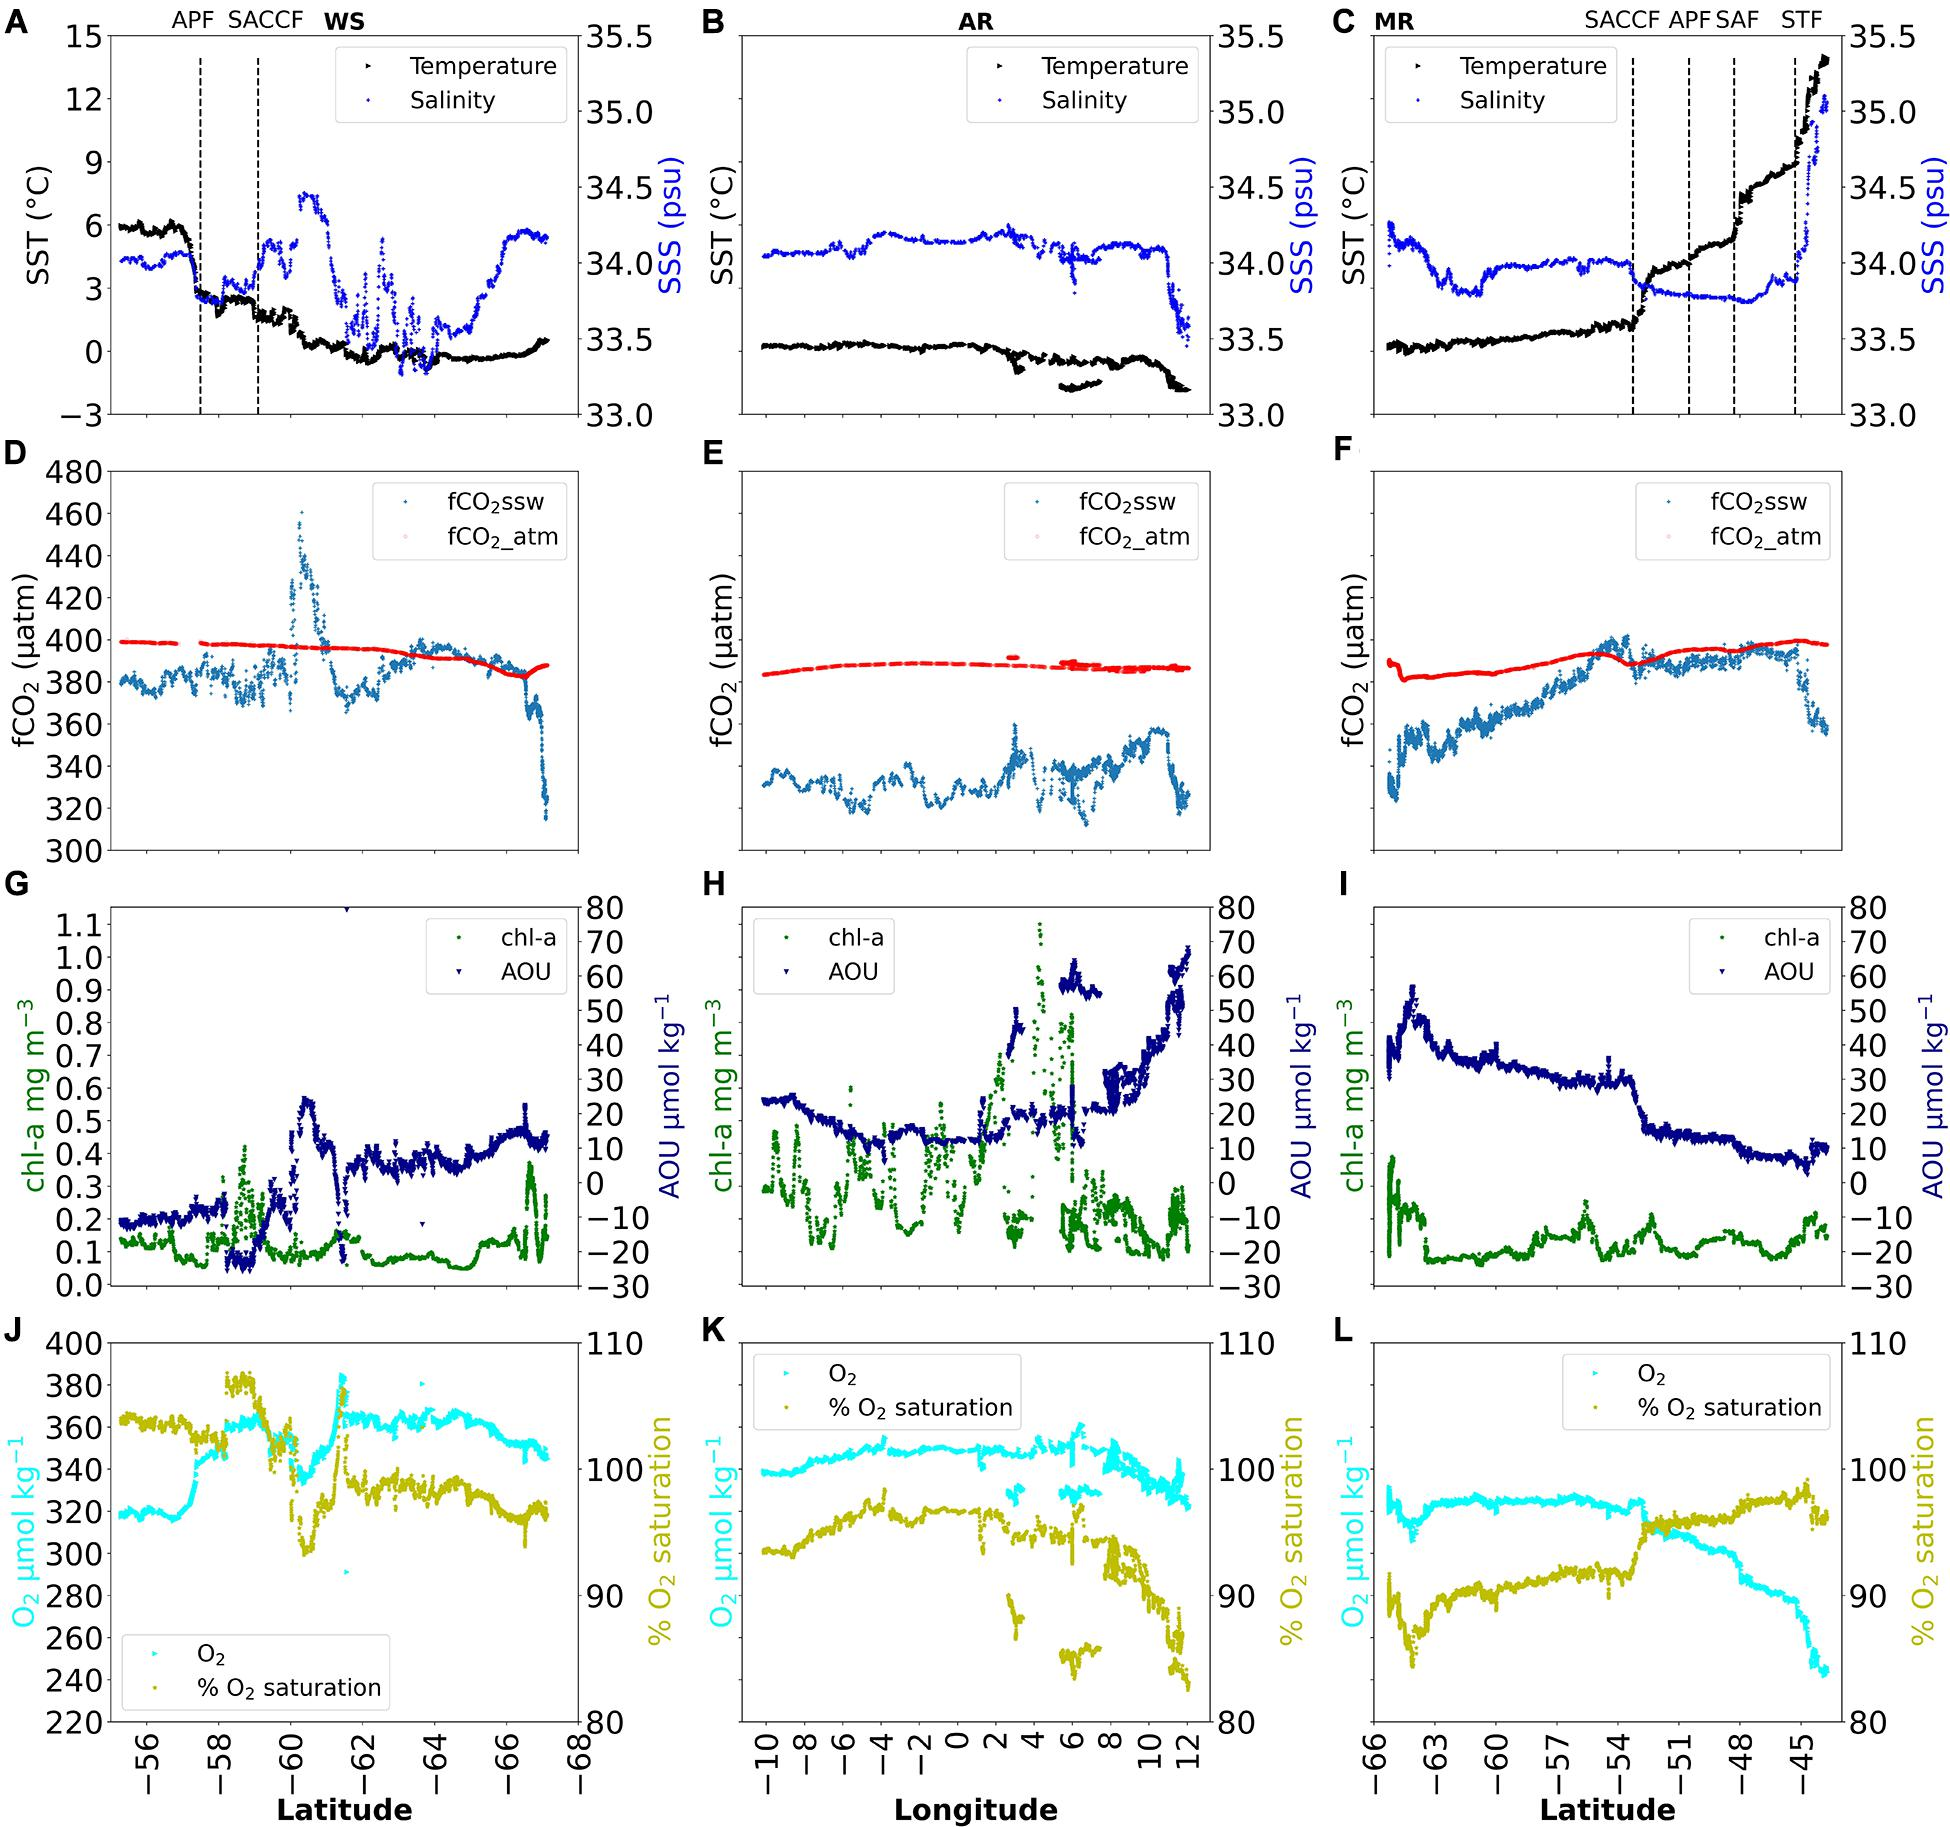 A APF SACCF WS B AR C MR SACCF APF SAF STF
15 12 9 6 3 0 −3
SST (°C)
Temperature
Salinity
35.5 35.0 34.5 34.0 33.5 33.0
SSS (psu)
SST (°C)
Temperature
Salinity
35.5 35.0 34.5 34.0 33.5 33.0
SSS (psu)
SST (°C)
Temperature
Salinity
35.5 35.0 34.5 34.0 33.5 33.0
SSS (psu)
D E F
480 460 440 420 400 380 360 340 320 300
fCO₂ (µatm)
fCO₂ssw
fCO₂_atm
fCO₂ (µatm)
fCO₂ssw
fCO₂_atm
fCO₂ (µatm)
fCO₂ssw
fCO₂_atm
G H I
1.1 1.0 0.9 0.8 0.7 0.6 0.5 0.4 0.3 0.2 0.1 0.0
chl-a mg m⁻³
chl-a
AOU
80 70 60 50 40 30 20 10 0 −10 −20 −30
AOU µmol kg⁻¹
chl-a mg m⁻³
chl-a
AOU
80 70 60 50 40 30 20 10 0 −10 −20 −30
AOU µmol kg⁻¹
chl-a mg m⁻³
chl-a
AOU
80 70 60 50 40 30 20 10 0 −10 −20 −30
AOU µmol kg⁻¹
J K L
400 380 360 340 320 300 280 260 240 220
O₂ µmol kg⁻¹
O₂
% O₂ saturation
110 100 90 80
% O₂ saturation
−56 −58 −60 −62 −64 −66 −68
Latitude
O₂ µmol kg⁻¹
O₂
% O₂ saturation
110 100 90 80
% O₂ saturation
−10 −8 −6 −4 −2 0 2 4 6 8 10 12
Longitude
O₂ µmol kg⁻¹
O₂
% O₂ saturation
110 100 90 80
% O₂ saturation
−66 −63 −60 −57 −54 −51 −48 −45
Latitude